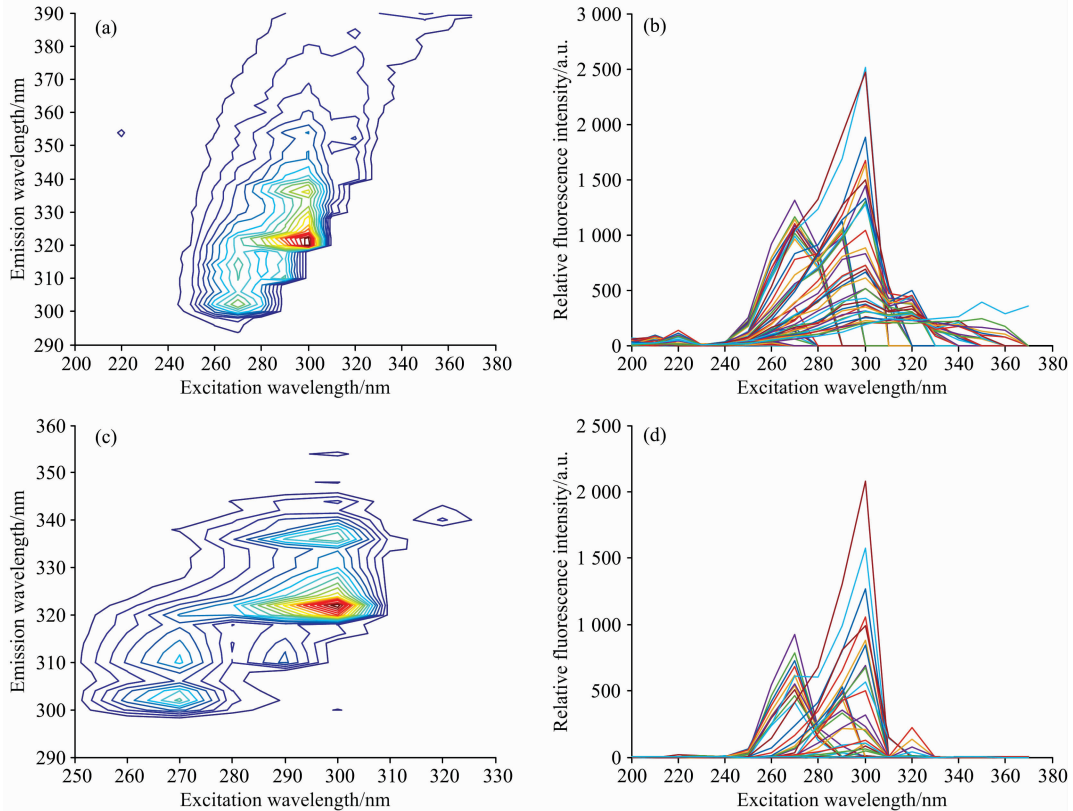 (a)
390
380
370
360
350
340
330
320
310
300
290
Emission wavelength/nm
200 220 240 260 280 300 320 340 360 380
Excitation wavelength/nm
(b)
3 000
2 500
2 000
1 500
1 000
500
0
Relative fluorescence intensity/a.u.
200 220 240 260 280 300 320 340 360 380
Excitation wavelength/nm
(c)
360
350
340
330
320
310
300
290
Emission wavelength/nm
250 260 270 280 290 300 310 320 330
Excitation wavelength/nm
(d)
2 500
2 000
1 500
1 000
500
0
Relative fluorescence intensity/a.u.
200 220 240 260 280 300 320 340 360 380
Excitation wavelength/nm